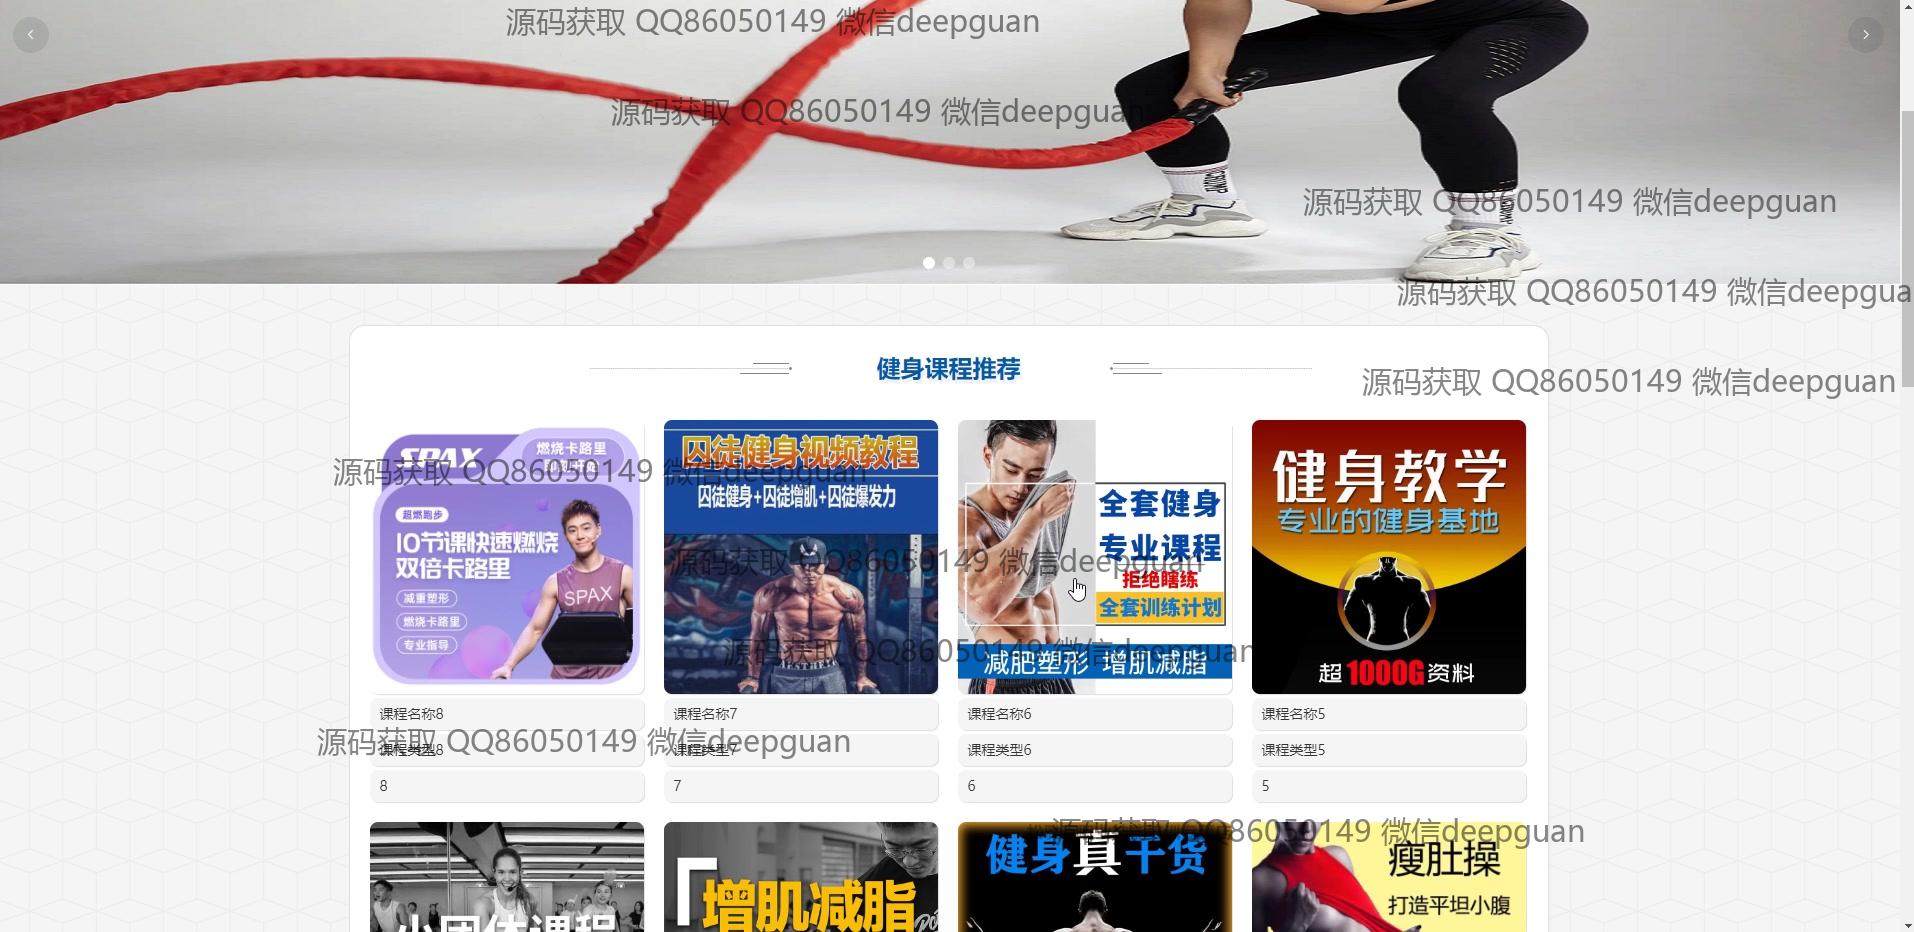 源码获取 QQ86050149 微信deepguan
源码获取 QQ86050149 微信deepguan
源码获取 QQ86050149 微信deepguan
源码获取 QQ86050149 微信deepgua
健身课程推荐
源码获取 QQ86050149 微信deepguan
SPAX
燃烧卡路里
即刻开始
源码获取 QQ86050149 微信deepguan
超燃跑步
10节课快速燃烧
双倍卡路里
减重塑形
燃烧卡路里
专业指导
SPAX
囚徒健身视频教程
囚徒健身+囚徒增肌+囚徒爆发力
AESTHETIC
全套健身
专业课程
拒绝瞎练
全套训练计划
减肥塑形 增肌减脂
健身教学
专业的健身基地
超1000G资料
源码获取 QQ86050149 微信deepguan
源码获取 QQ86050149 微信deepguan
课程名称8
课程名称7
课程名称6
课程名称5
源码获取 QQ86050149 微信deepguan
课程类型8
课程类型7
课程类型6
课程类型5
8
7
6
5
源码获取 QQ86050149 微信deepguan
小团体课程
增肌减脂
健身真干货
瘦肚操
打造平坦小腹